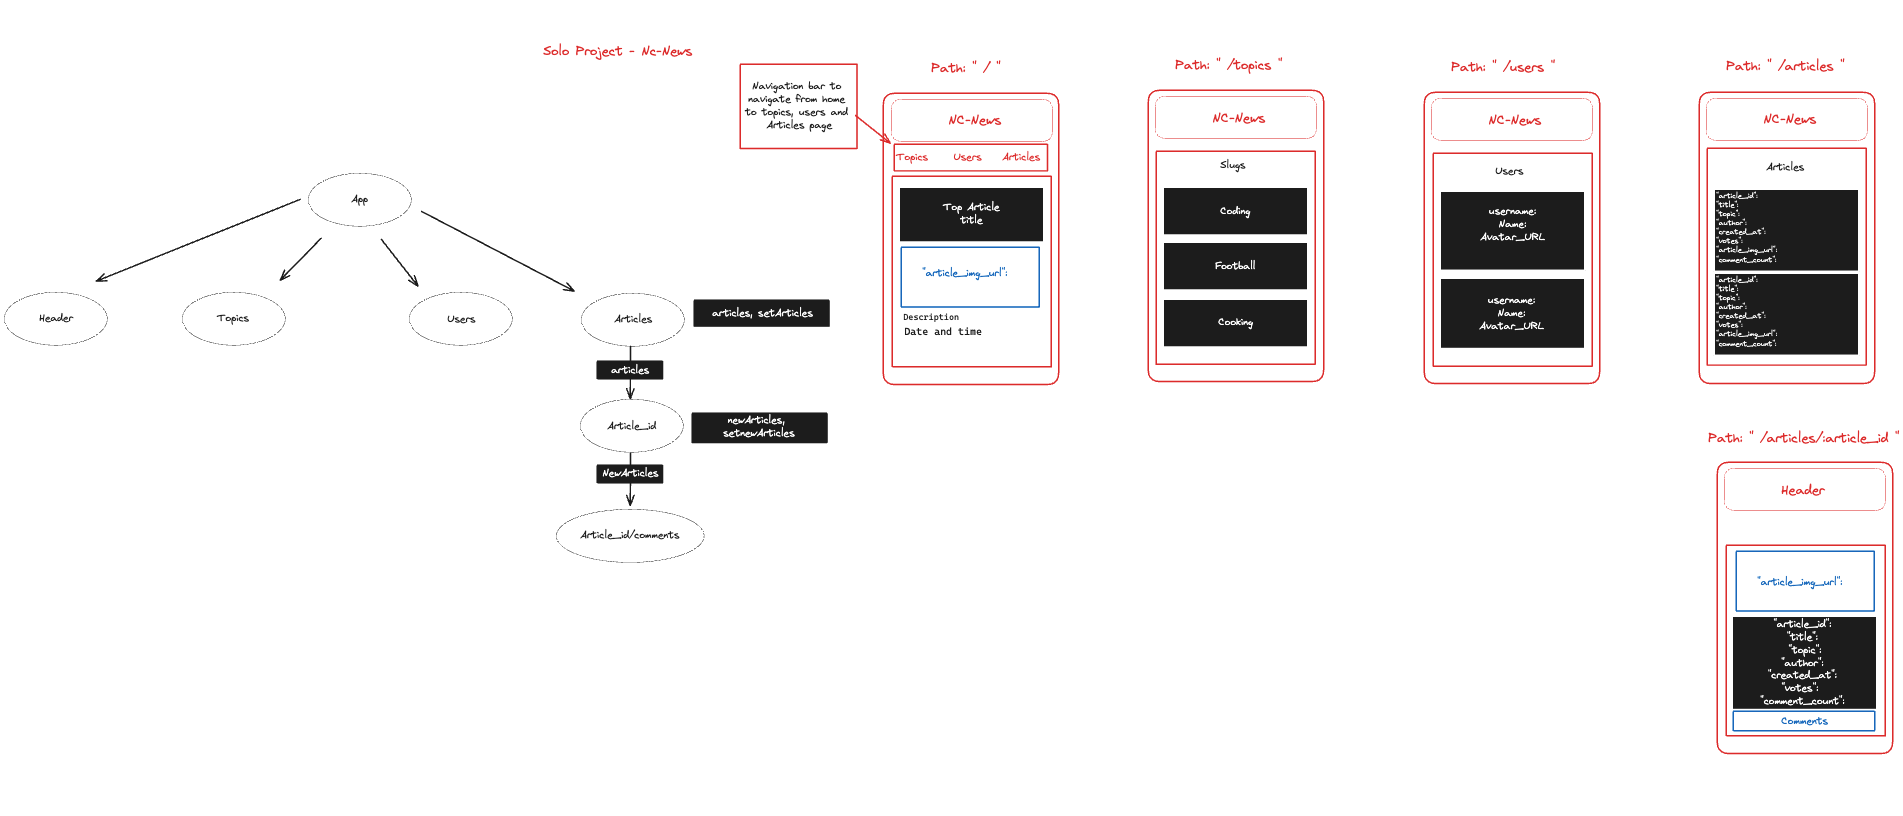 Solo Project - Nc-News
Navigation bar to
navigate from home
to topics, users and
Articles page
App
Header
Topics
Users
Articles
articles, setArticles
articles
Article_id
newArticles,
setnewArticles
NewArticles
Article_id/comments
Path: " / "
NC-News
Topics Users Articles
Top Article
title
"article_img_url":
Description
Date and time
Path: " /topics "
NC-News
Slugs
Coding
Football
Cooking
Path: " /users "
NC-News
Users
username:
Name:
Avatar_URL
username:
Name:
Avatar_URL
Path: " /articles "
NC-News
Articles
"article_id":
"title":
"topic":
"author":
"created_at":
"votes":
"article_img_url":
"comment_count":
"article_id":
"title":
"topic":
"author":
"created_at":
"votes":
"article_img_url":
"comment_count":
Path: " /articles/:article_id "
Header
"article_img_url":
"article_id":
"title":
"topic":
"author":
"created_at":
"votes":
"comment_count":
Comments